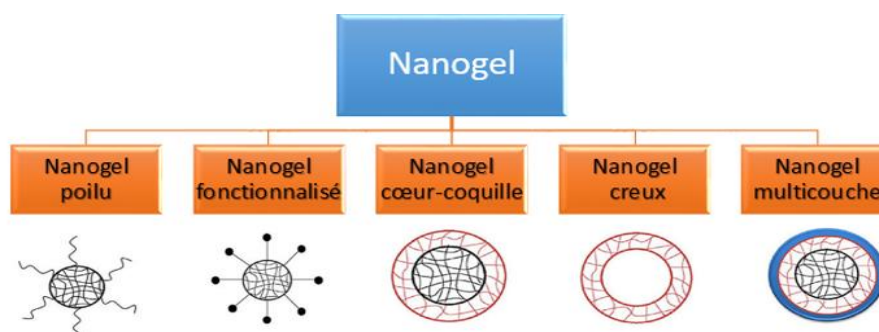 Nanogel
Nanogel
poilu
Nanogel
fonctionnalisé
Nanogel
cœur-coquille
Nanogel
creux
Nanogel
multicouche